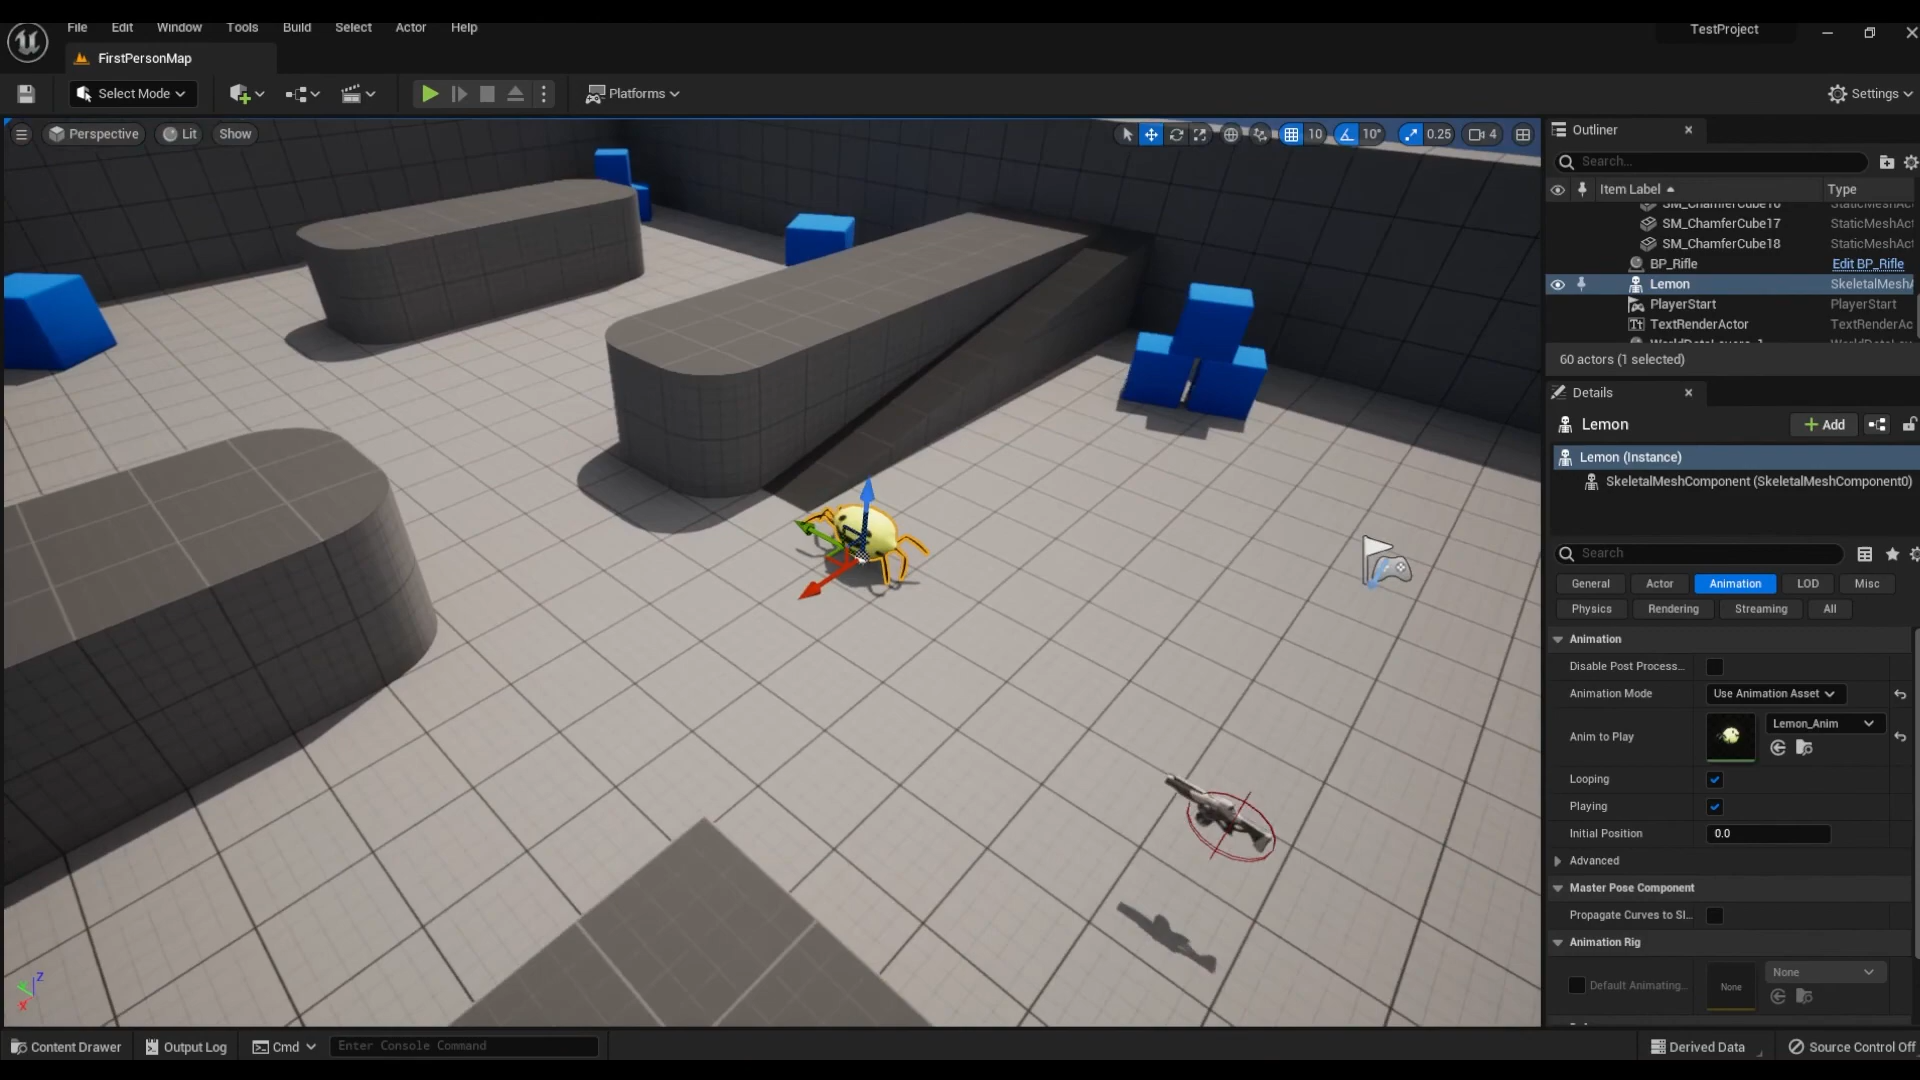 File Edit Window Tools Build Select Actor Help
TestProject
FirstPersonMap
Select Mode
Platforms
Settings
Perspective Lit Show
10 10° 0.25 4
Outliner
Search...
Item Label Type
SM_ChamferCube16 StaticMeshAct
SM_ChamferCube17 StaticMeshAct
SM_ChamferCube18 StaticMeshAct
BP_Rifle Edit BP_Rifle
Lemon SkeletalMeshA
PlayerStart PlayerStart
TextRenderActor TextRenderAc
60 actors (1 selected)
Details
Lemon
Add
Lemon (Instance)
SkeletalMeshComponent (SkeletalMeshComponent0)
Search
General Actor Animation LOD Misc
Physics Rendering Streaming All
Animation
Disable Post Process...
Animation Mode Use Animation Asset
Anim to Play Lemon_Anim
Looping
Playing
Initial Position 0.0
Advanced
Master Pose Component
Propagate Curves to Sl...
Animation Rig
None
Default Animating... None
Z
X
Content Drawer Output Log Cmd Enter Console Command Derived Data Source Control Off